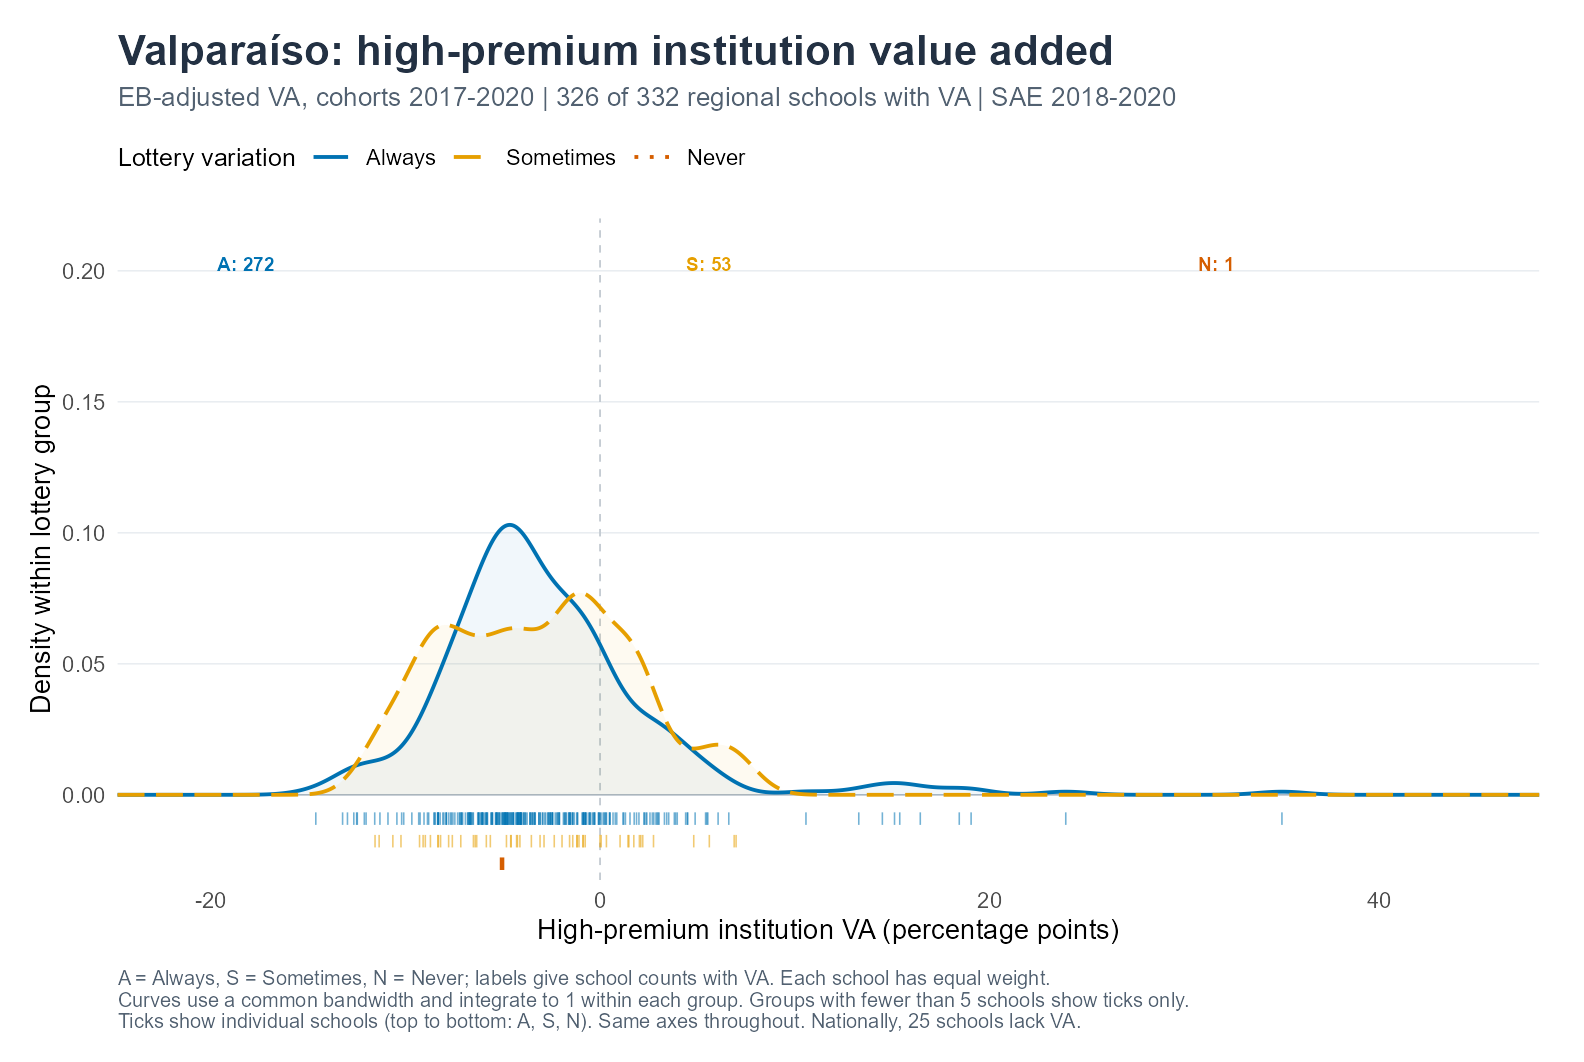 Valparaíso: high-premium institution value added
EB-adjusted VA, cohorts 2017-2020 | 326 of 332 regional schools with VA | SAE 2018-2020
Lottery variation Always Sometimes Never
A: 272 S: 53 N: 1
0.20
0.15
0.10
0.05
0.00
Density within lottery group
-20 0 20 40
High-premium institution VA (percentage points)
A = Always, S = Sometimes, N = Never; labels give school counts with VA. Each school has equal weight.
Curves use a common bandwidth and integrate to 1 within each group. Groups with fewer than 5 schools show ticks only.
Ticks show individual schools (top to bottom: A, S, N). Same axes throughout. Nationally, 25 schools lack VA.